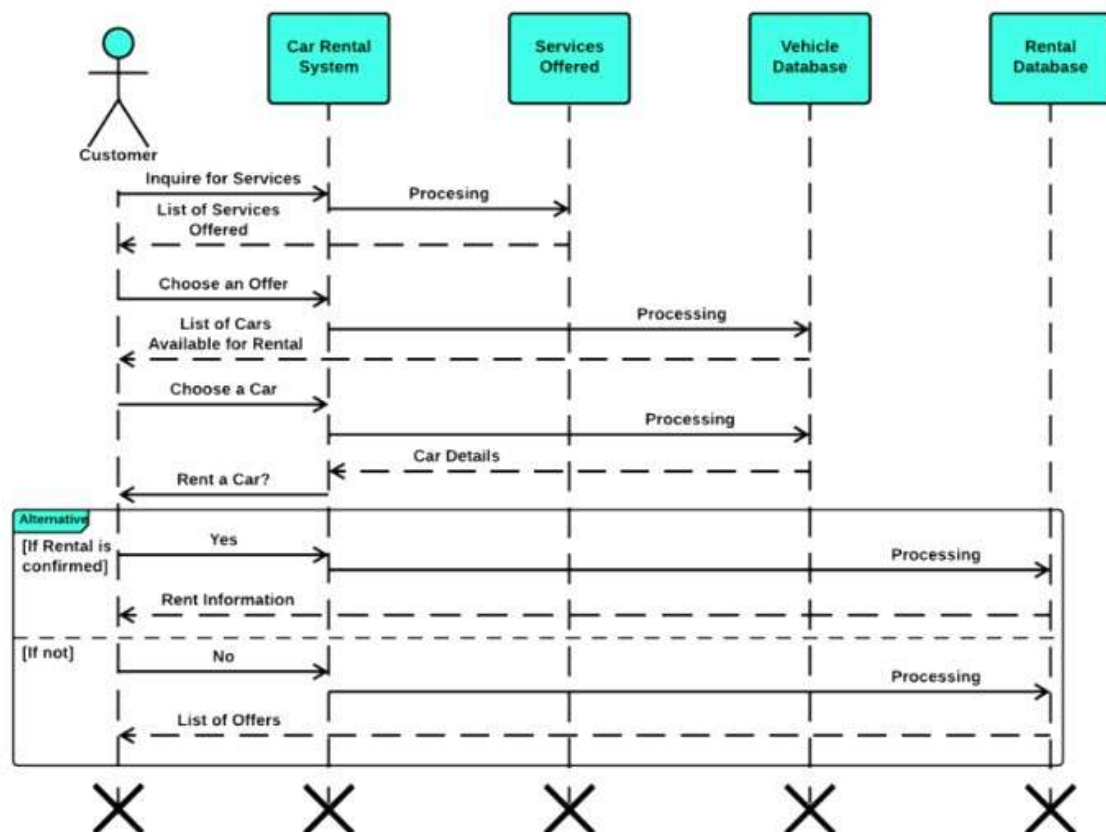 Car Rental
System
Services
Offered
Vehicle
Database
Rental
Database
Customer
Inquire for Services
Procesing
List of Services
Offered
Choose an Offer
Processing
List of Cars
Available for Rental
Choose a Car
Processing
Car Details
Rent a Car?
Alternative
[If Rental is
confirmed]
Yes
Processing
Rent Information
[If not]
No
Processing
List of Offers